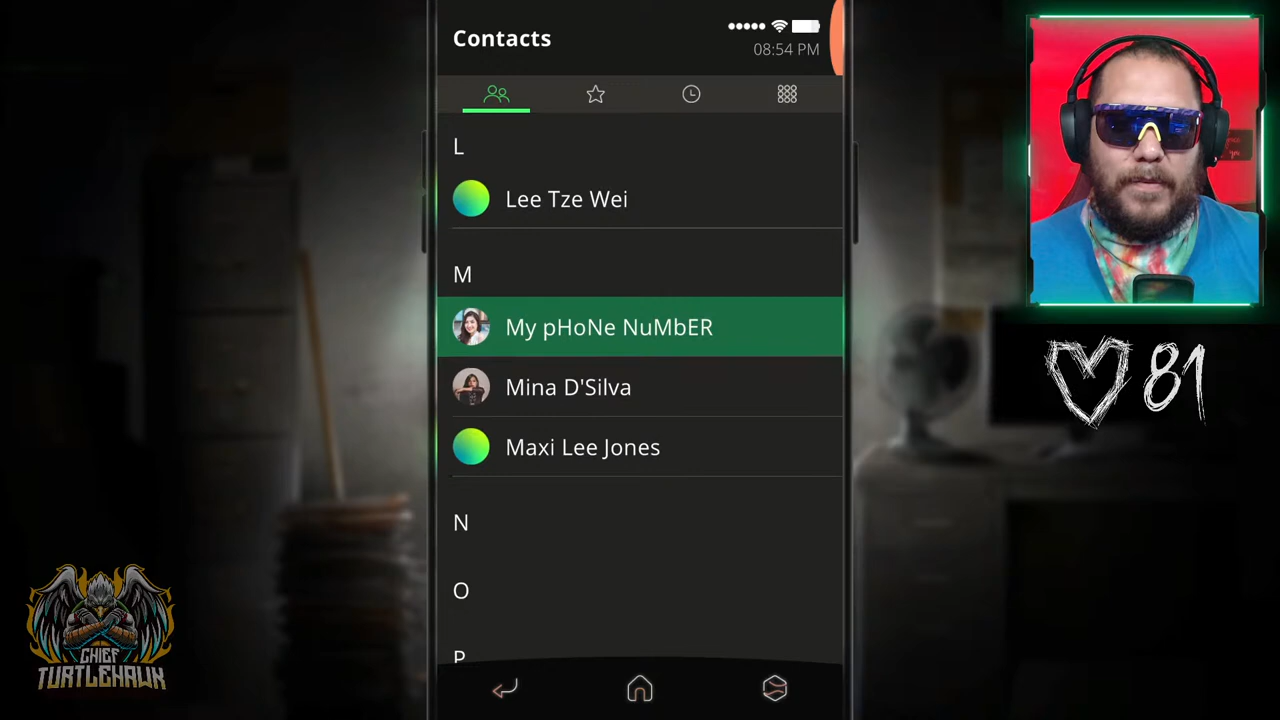 Contacts
08:54 PM
L
Lee Tze Wei
M
My pHoNe NuMbER
Mina D'Silva
Maxi Lee Jones
N
O
P
81
CHIEF
TURTLEHAWK